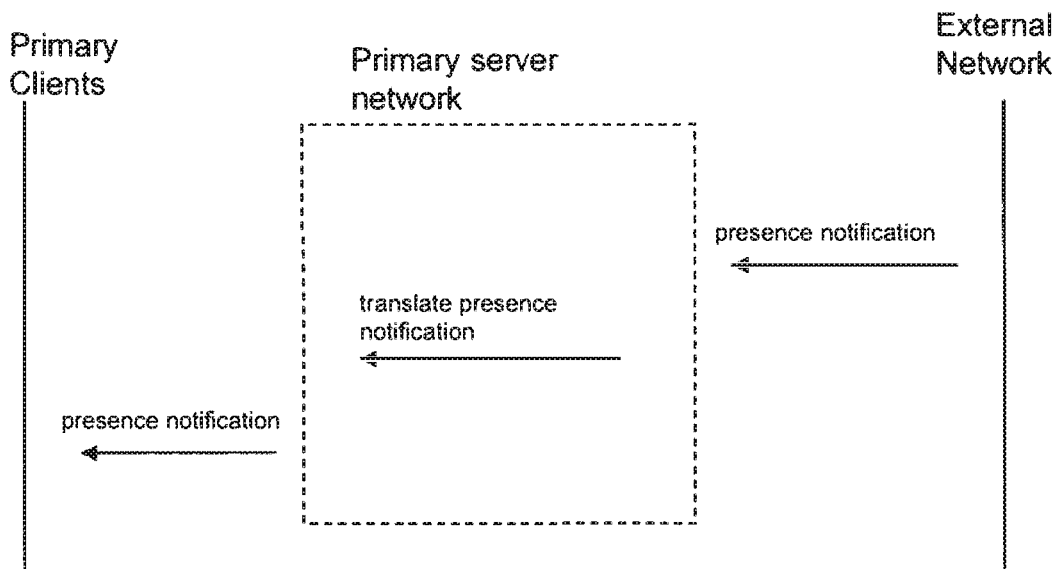 Primary
Clients
Primary server
network
External
Network
presence notification
translate presence
notification
presence notification